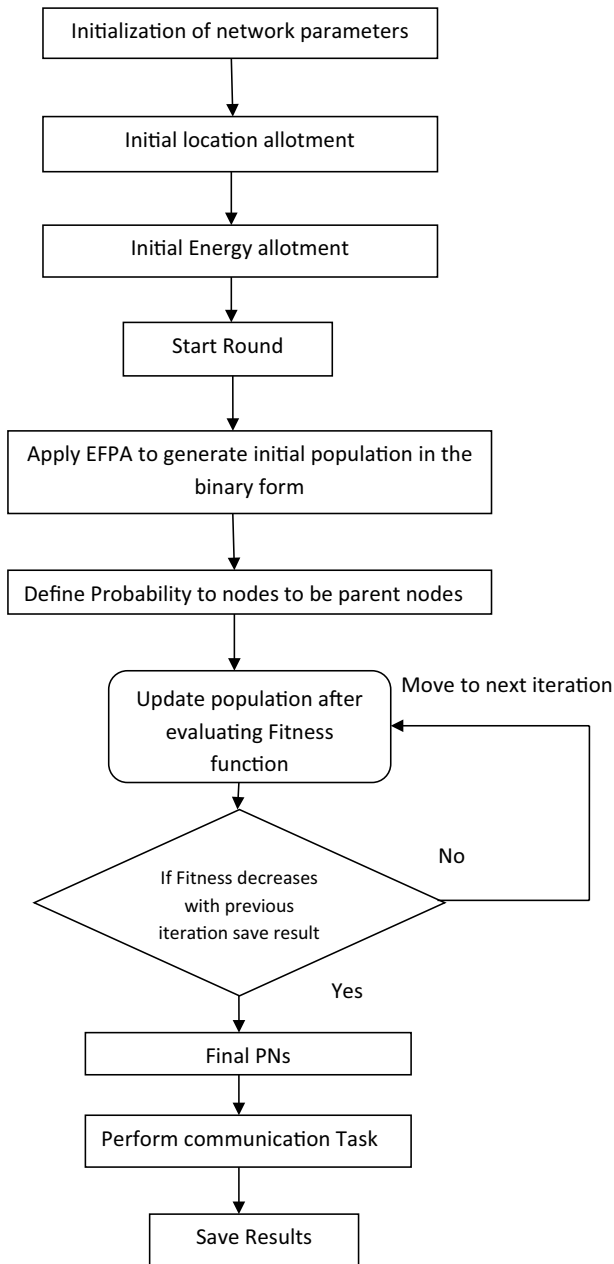 Initialization of network parameters
Initial location allotment
Initial Energy allotment
Start Round
Apply EFPA to generate initial population in the
binary form
Define Probability to nodes to be parent nodes
Move to next iteration
Update population after
evaluating Fitness
function
No
If Fitness decreases
with previous
iteration save result
Yes
Final PNs
Perform communication Task
Save Results